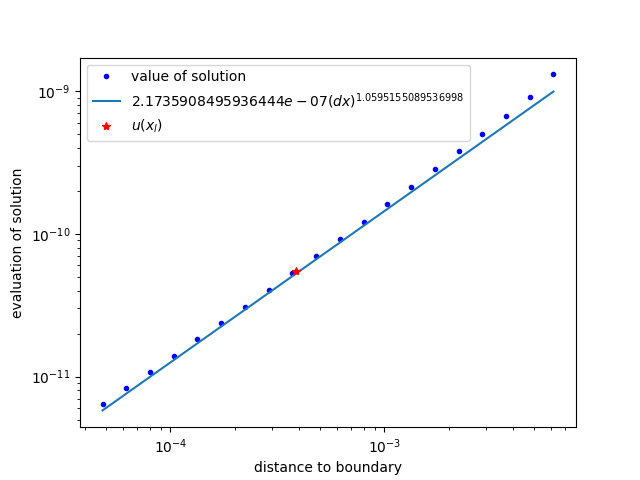 value of solution
2.1735908495936444e − 07(dx)^1.0595155089536998
u(x_l)
10^−9
10^−10
10^−11
evaluation of solution
10^−4
10^−3
distance to boundary